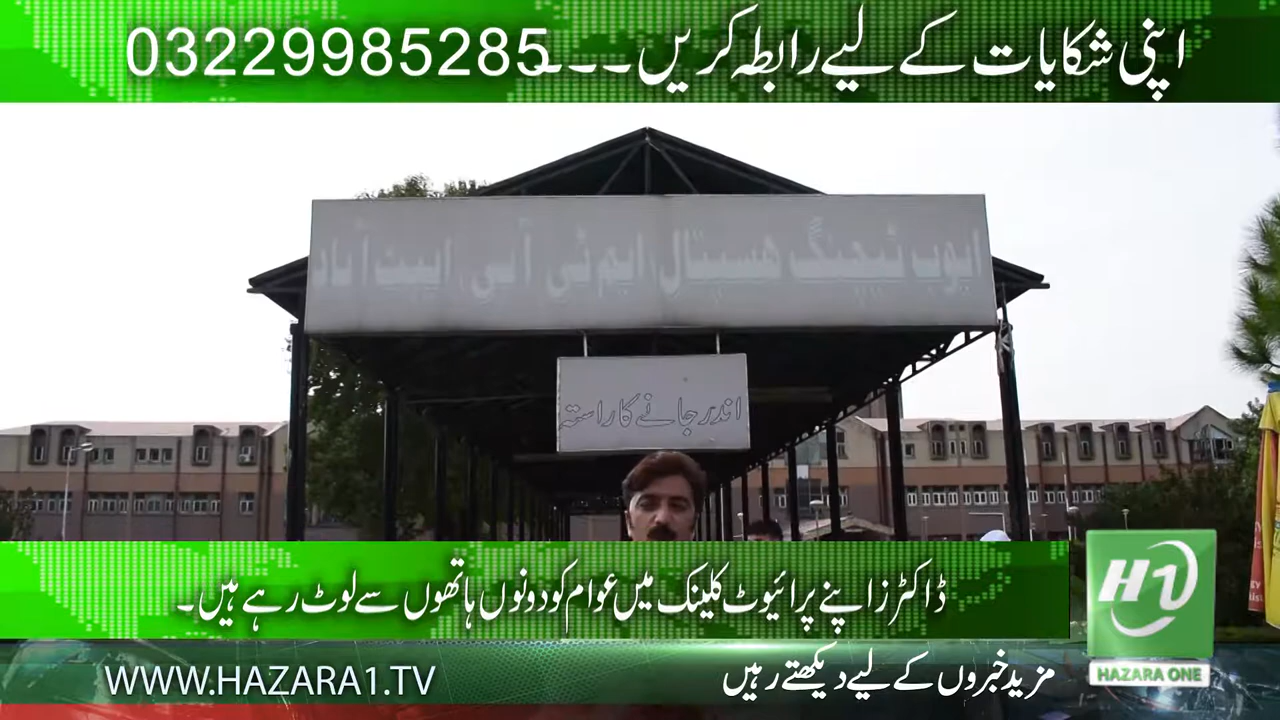 اپنی شکایات کے لیے رابطہ کریں۔۔۔03229985285
ایوب ٹیچنگ ھسپتال ایم ٹی آئی ایبٹ آباد
اندر جانے کا راستہ
ڈاکٹرز اپنے پرائیوٹ کلینک میں عوام کو دونوں ہاتھوں سے لوٹ رہے ہیں۔
H1
HAZARA ONE
مزید خبروں کے لیے دیکھتے رہیں
WWW.HAZARA1.TV